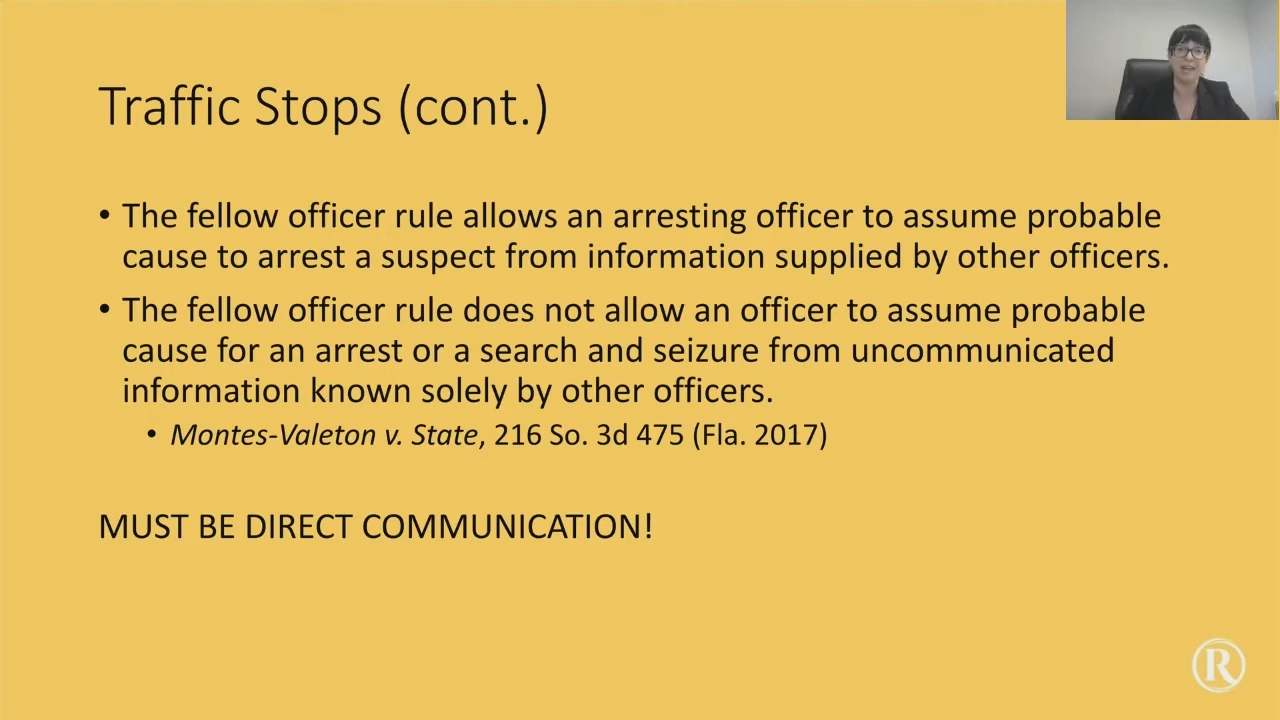 Traffic Stops (cont.)
• The fellow officer rule allows an arresting officer to assume probable
cause to arrest a suspect from information supplied by other officers.
• The fellow officer rule does not allow an officer to assume probable
cause for an arrest or a search and seizure from uncommunicated
information known solely by other officers.
• Montes-Valeton v. State, 216 So. 3d 475 (Fla. 2017)
MUST BE DIRECT COMMUNICATION!
R